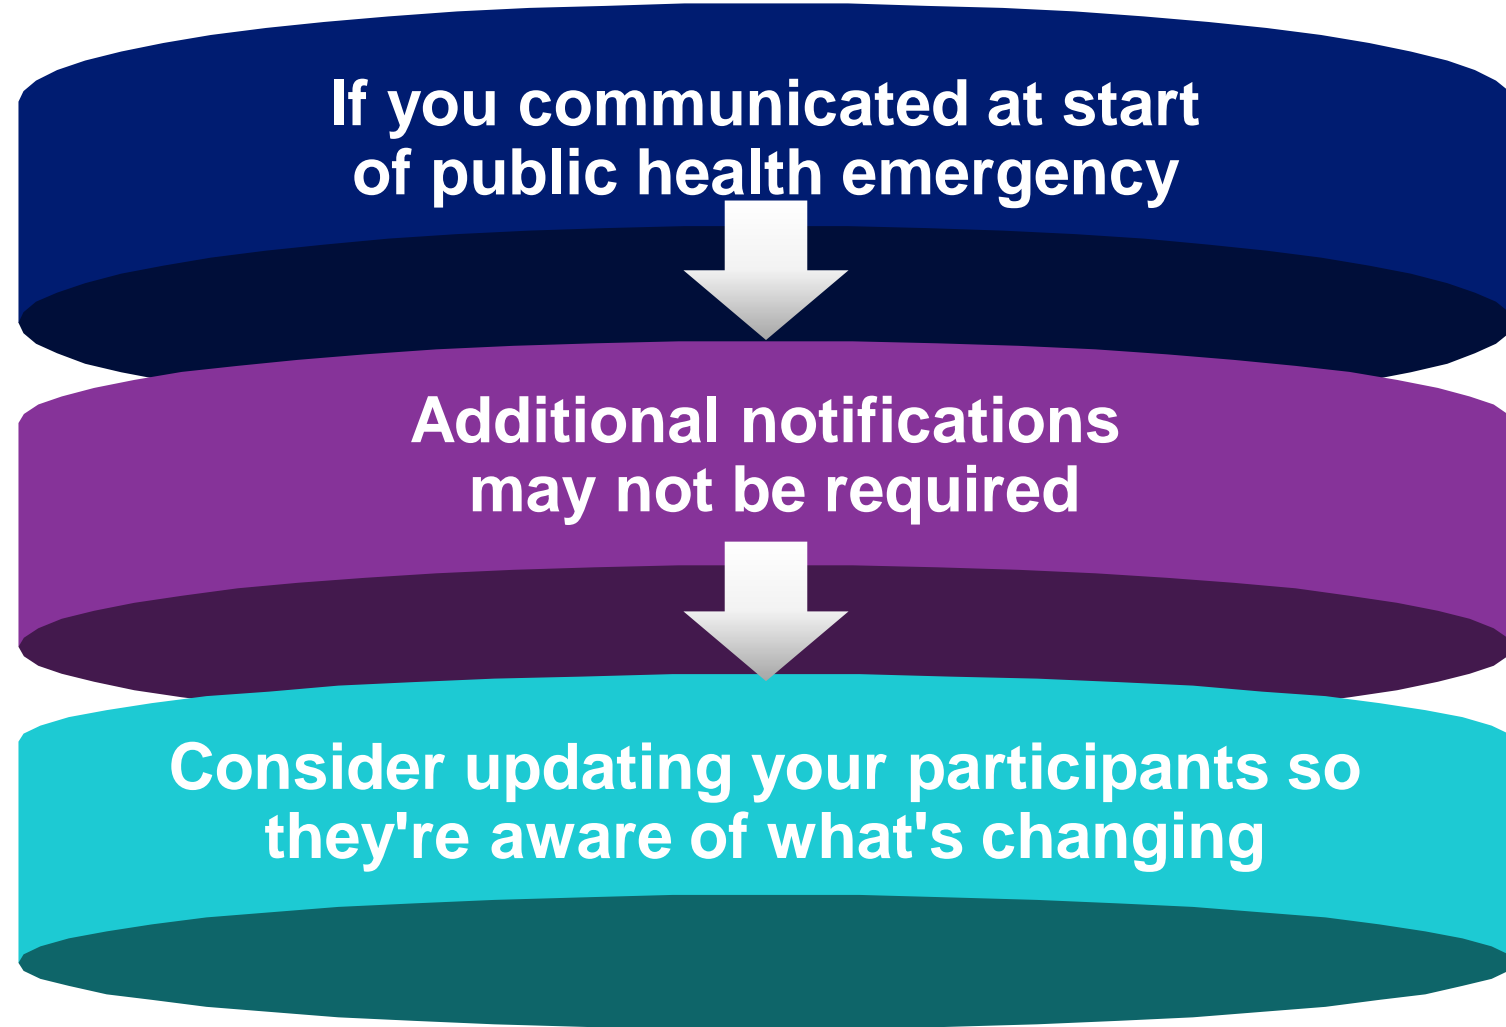 If you communicated at start
of public health emergency
Additional notifications
may not be required
Consider updating your participants so
they're aware of what's changing